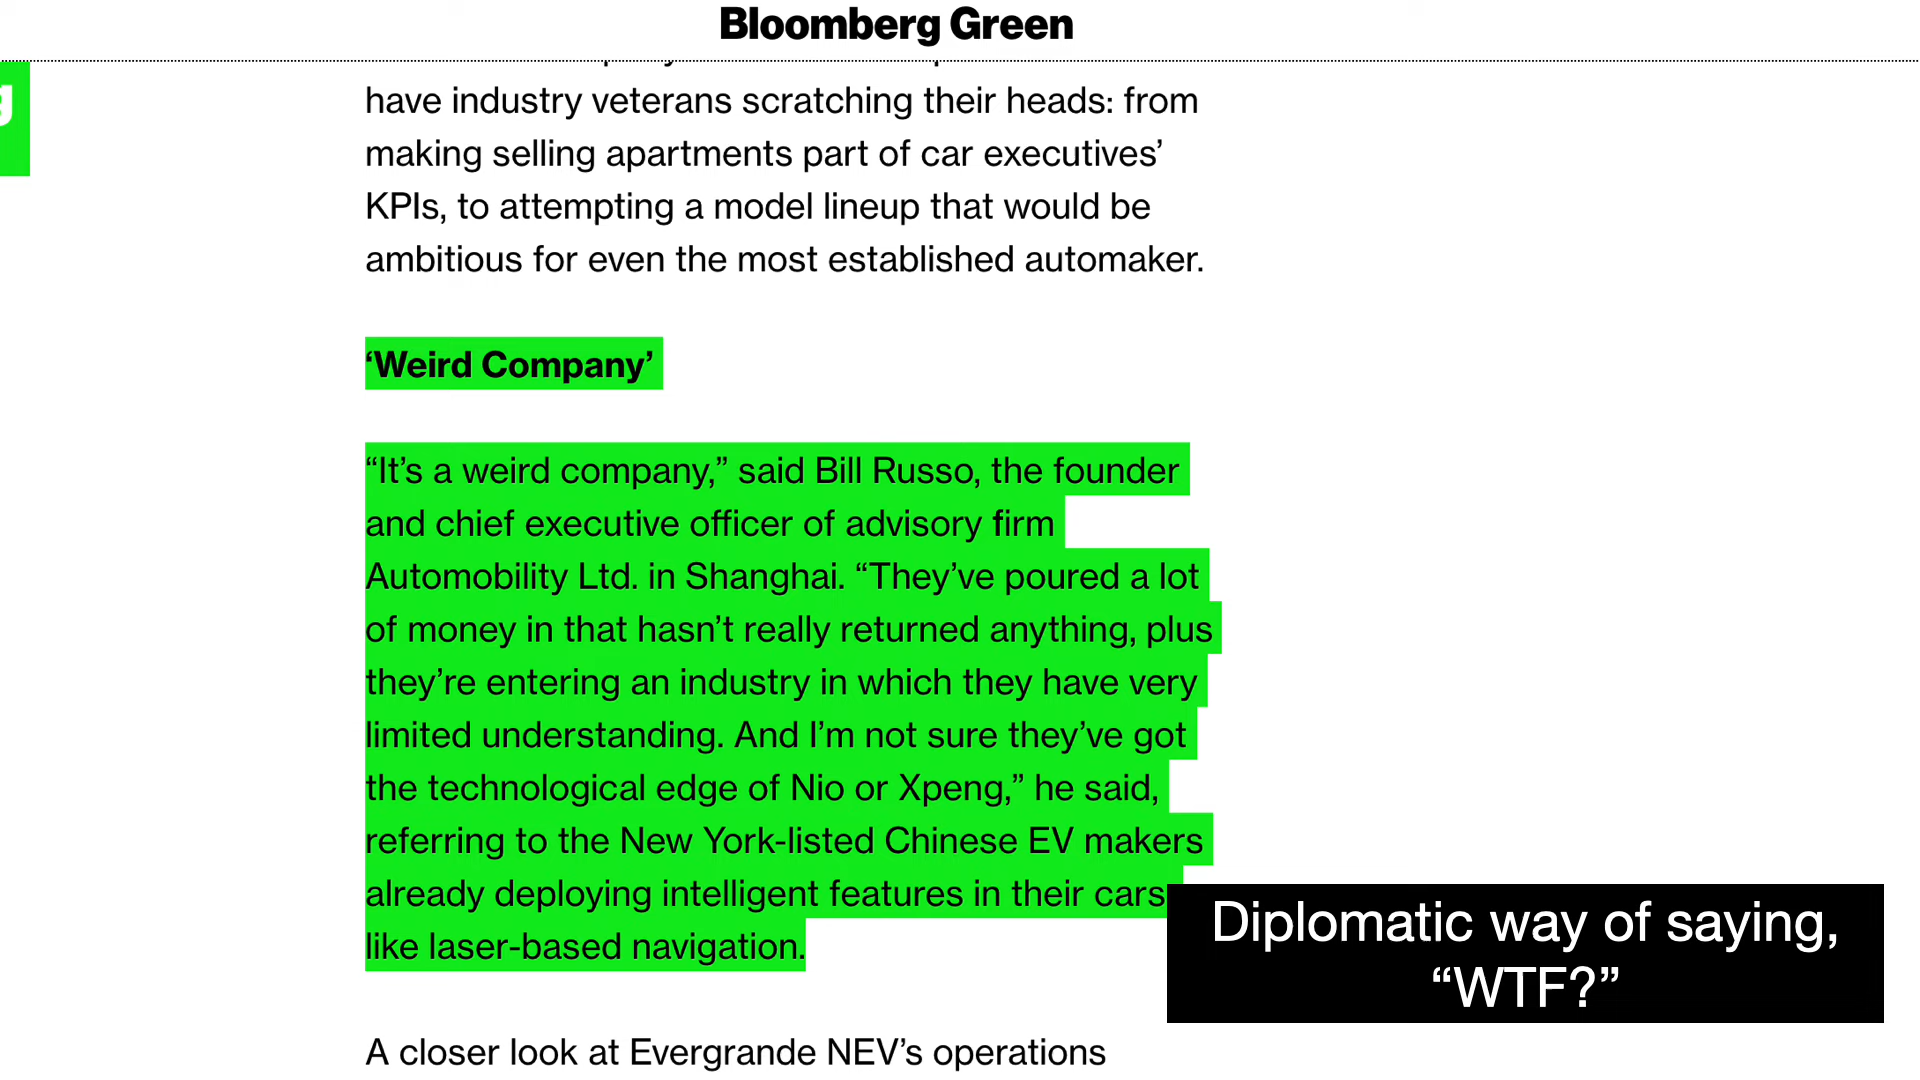 Bloomberg Green
g
have industry veterans scratching their heads: from
making selling apartments part of car executives’
KPIs, to attempting a model lineup that would be
ambitious for even the most established automaker.
‘Weird Company’
“It’s a weird company,” said Bill Russo, the founder
and chief executive officer of advisory firm
Automobility Ltd. in Shanghai. “They’ve poured a lot
of money in that hasn’t really returned anything, plus
they’re entering an industry in which they have very
limited understanding. And I’m not sure they’ve got
the technological edge of Nio or Xpeng,” he said,
referring to the New York-listed Chinese EV makers
already deploying intelligent features in their cars
like laser-based navigation.
Diplomatic way of saying,
“WTF?”
A closer look at Evergrande NEV’s operations